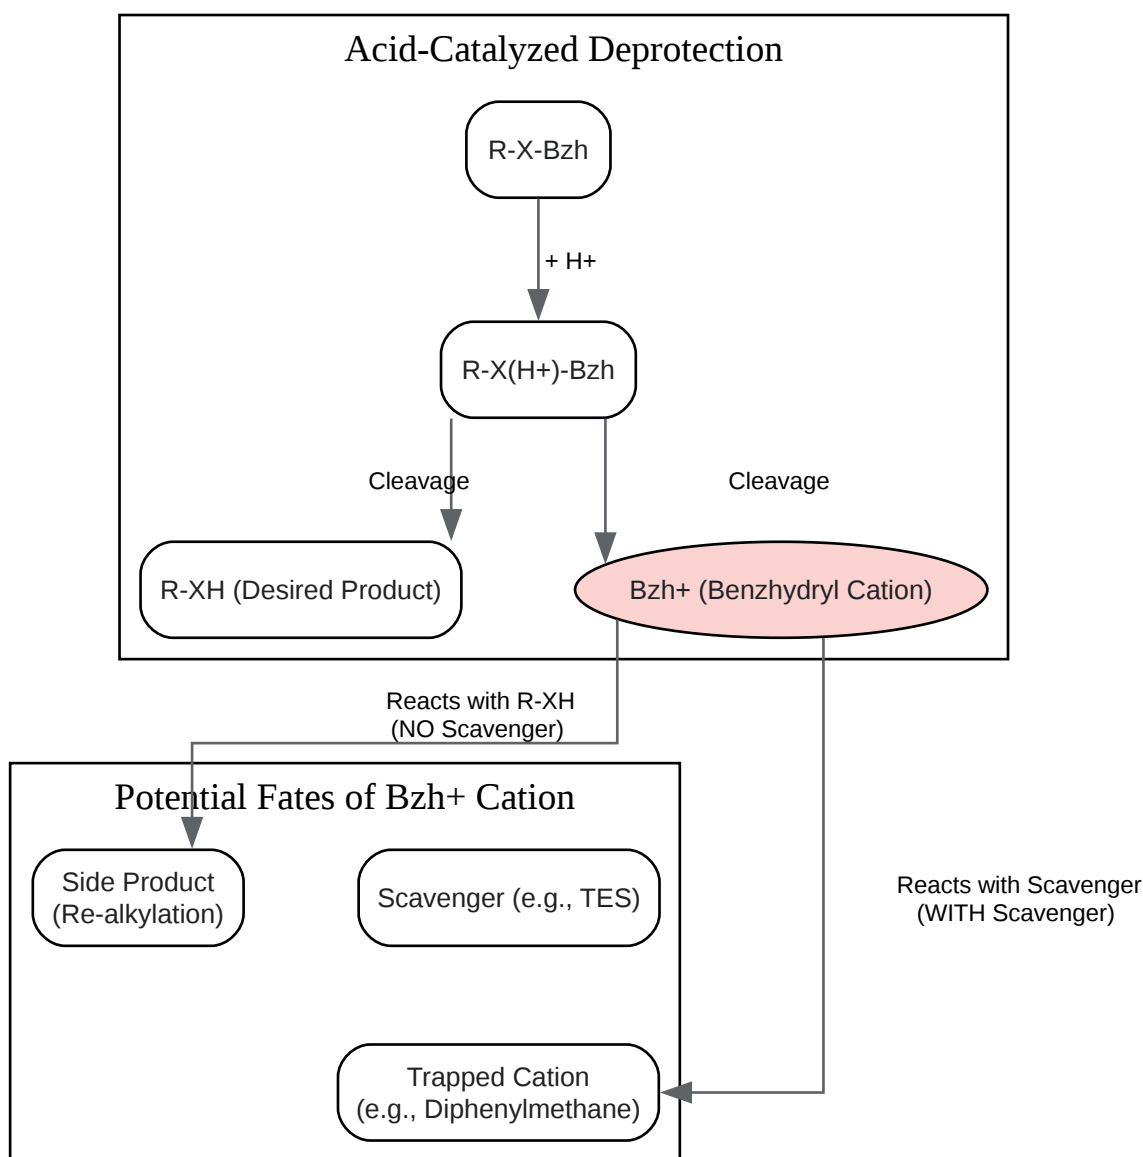 Acid-Catalyzed Deprotection
R-X-Bzh
+ H+
R-X(H+)-Bzh
Cleavage
Cleavage
R-XH (Desired Product)
Bzh+ (Benzhydryl Cation)
Reacts with R-XH
(NO Scavenger)
Potential Fates of Bzh+ Cation
Side Product
(Re-alkylation)
Scavenger (e.g., TES)
Reacts with Scavenger
(WITH Scavenger)
Trapped Cation
(e.g., Diphenylmethane)